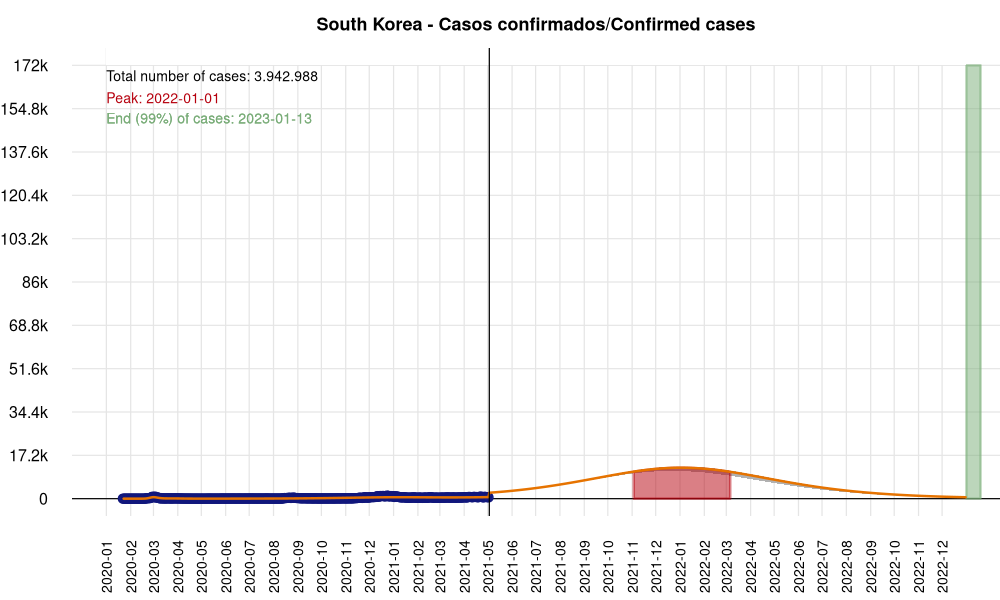 South Korea - Casos confirmados/Confirmed cases
172k
154.8k
137.6k
120.4k
103.2k
86k
68.8k
51.6k
34.4k
17.2k
0
Total number of cases: 3.942.988
Peak: 2022-01-01
End (99%) of cases: 2023-01-13
2020-01
2020-02
2020-03
2020-04
2020-05
2020-06
2020-07
2020-08
2020-09
2020-10
2020-11
2020-12
2021-01
2021-02
2021-03
2021-04
2021-05
2021-06
2021-07
2021-08
2021-09
2021-10
2021-11
2021-12
2022-01
2022-02
2022-03
2022-04
2022-05
2022-06
2022-07
2022-08
2022-09
2022-10
2022-11
2022-12